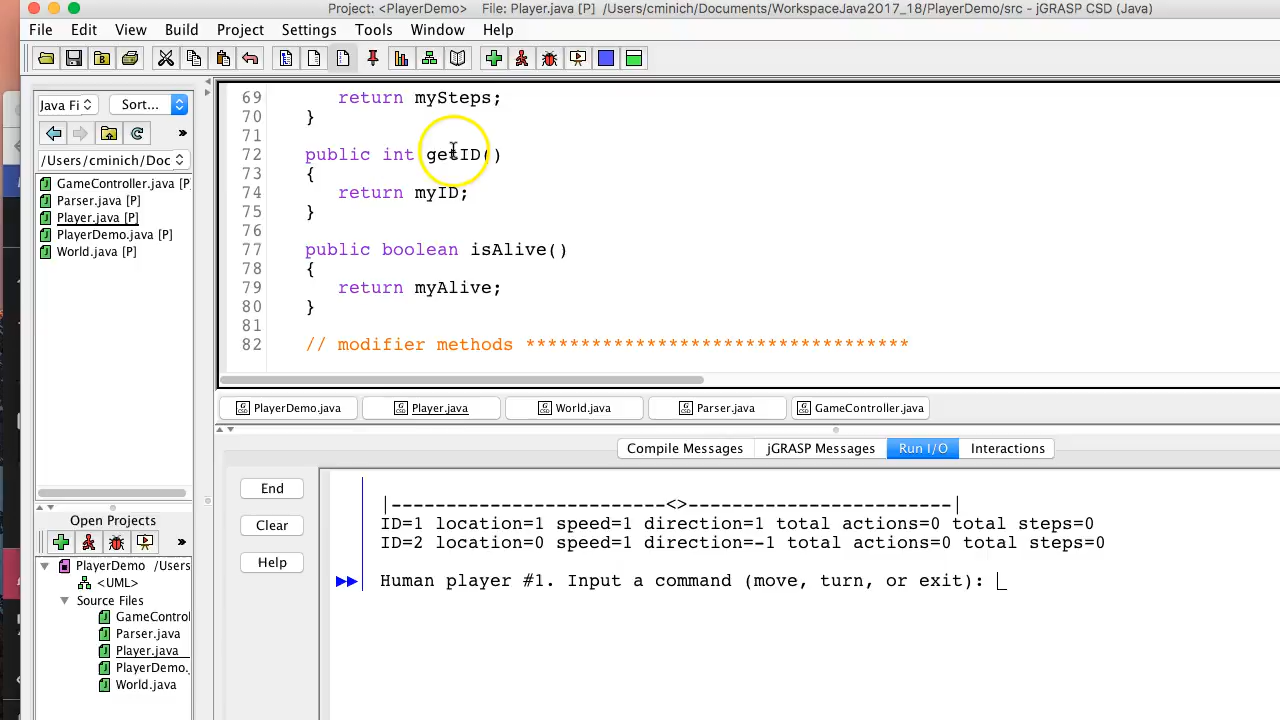 Project: <PlayerDemo>   File: Player.java [P]   /Users/cminich/Documents/WorkspaceJava2017_18/PlayerDemo/src - jGRASP CSD (Java)
File Edit View Build Project Settings Tools Window Help
Java Fi Sort...
/Users/cminich/Doc
GameController.java [P]
Parser.java [P]
Player.java [P]
PlayerDemo.java [P]
World.java [P]
69 return mySteps;
70 }
71
72 public int getID()
73 {
74 return myID;
75 }
76
77 public boolean isAlive()
78 {
79 return myAlive;
80 }
81
82 // modifier methods ***********************************
PlayerDemo.java Player.java World.java Parser.java GameController.java
Compile Messages jGRASP Messages Run I/O Interactions
End
Clear
Help
|-------------------------<>------------------------|
ID=1 location=1 speed=1 direction=1 total actions=0 total steps=0
ID=2 location=0 speed=1 direction=-1 total actions=0 total steps=0
Human player #1. Input a command (move, turn, or exit):
Open Projects
PlayerDemo /Users
<UML>
Source Files
GameControl
Parser.java
Player.java
PlayerDemo.
World.java